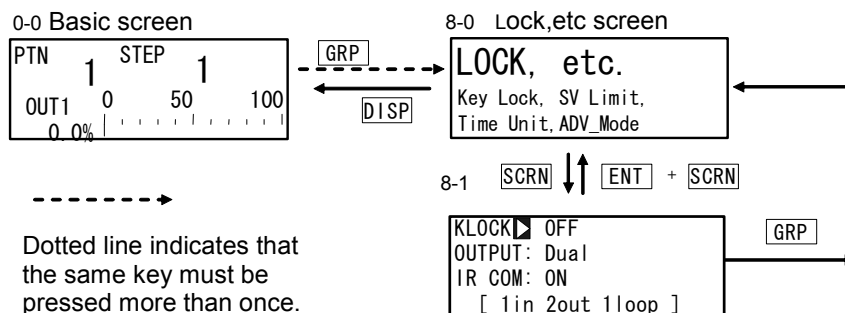 0-0 Basic screen
PTN 1 STEP 1
OUT1 0 50 100
0.0%
GRP
DISP
8-0 Lock,etc screen
LOCK, etc.
Key Lock, SV Limit,
Time Unit, ADV_Mode
8-1 SCRN ENT + SCRN
KLOCK OFF
OUTPUT: Dual
IR COM: ON
[ 1in 2out 1loop ]
GRP
Dotted line indicates that
the same key must be
pressed more than once.